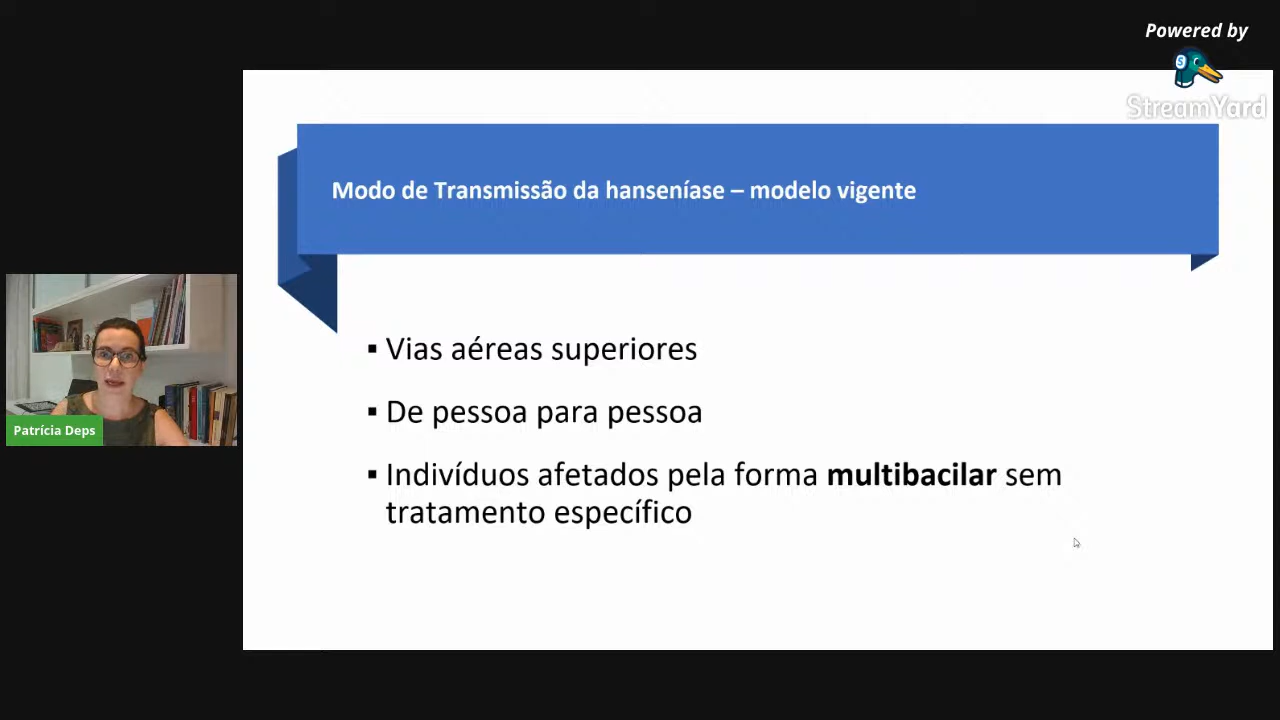 Powered by
StreamYard
Modo de Transmissão da hanseníase – modelo vigente
▪ Vias aéreas superiores
▪ De pessoa para pessoa
▪ Indivíduos afetados pela forma multibacilar sem
tratamento específico
Patrícia Deps